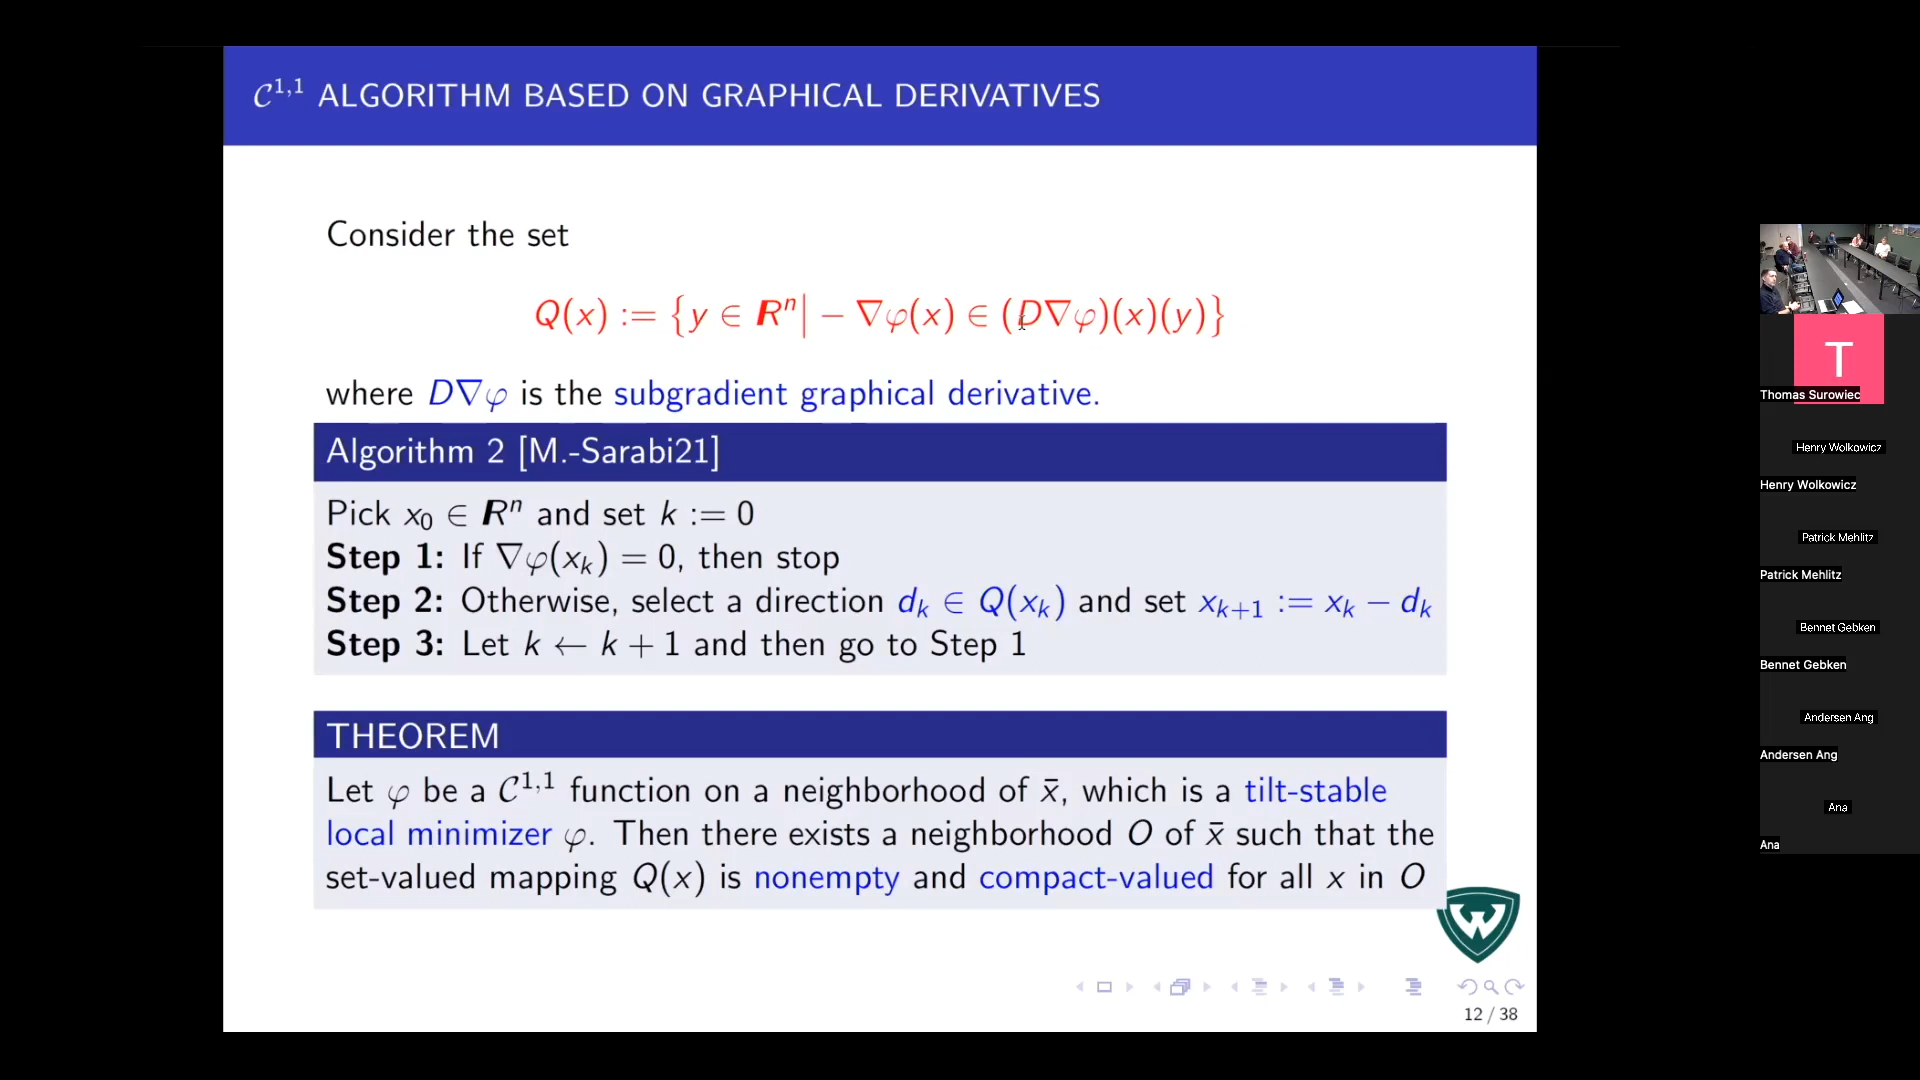 C^{1,1} ALGORITHM BASED ON GRAPHICAL DERIVATIVES
Consider the set
Q(x) := {y ∈ R^n | − ∇φ(x) ∈ (D∇φ)(x)(y)}
where D∇φ is the subgradient graphical derivative.
Algorithm 2 [M.-Sarabi21]
Pick x_0 ∈ R^n and set k := 0
Step 1: If ∇φ(x_k) = 0, then stop
Step 2: Otherwise, select a direction d_k ∈ Q(x_k) and set x_{k+1} := x_k − d_k
Step 3: Let k ← k + 1 and then go to Step 1
THEOREM
Let φ be a C^{1,1} function on a neighborhood of x̄, which is a tilt-stable
local minimizer φ. Then there exists a neighborhood O of x̄ such that the
set-valued mapping Q(x) is nonempty and compact-valued for all x in O
W
12 / 38
T
Thomas Surowiec
Henry Wolkowicz
Henry Wolkowicz
Patrick Mehlitz
Patrick Mehlitz
Bennet Gebken
Bennet Gebken
Andersen Ang
Andersen Ang
Ana
Ana